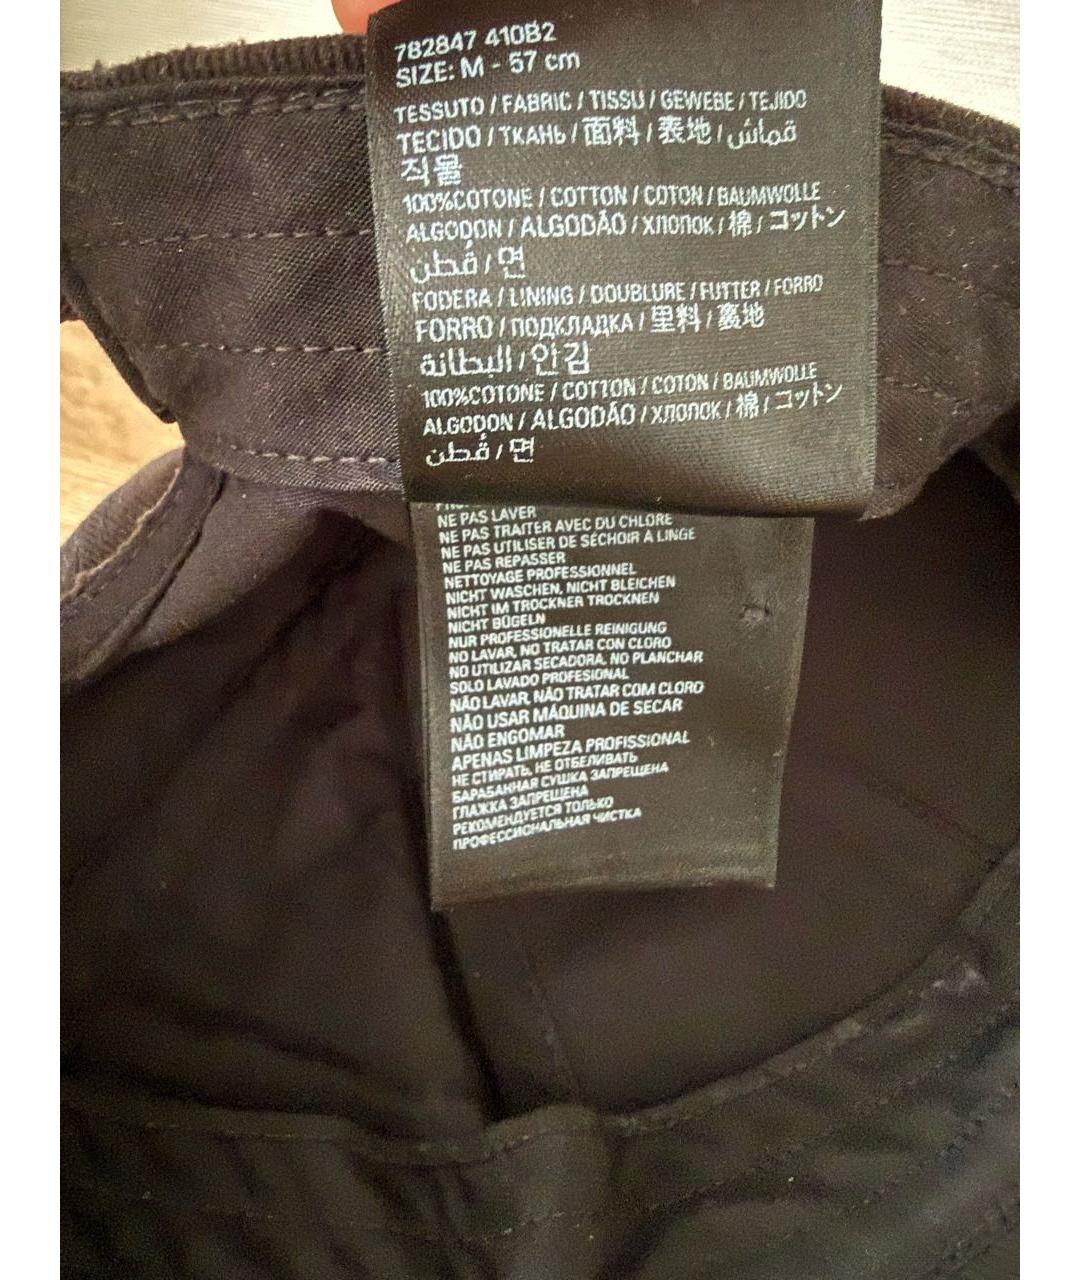 782847 410B2
SIZE: M - 57 cm
TESSUTO / FABRIC / TISSU / GEWEBE / TEJIDO
TECIDO / ТКАНЬ / 面料 / 表地 / قماش
직물
100%COTONE / COTTON / COTON / BAUMWOLLE
ALGODON / ALGODÃO / ХЛОПОК / 棉 / コットン
قُطن / 면
FODERA / LINING / DOUBLURE / FUTTER / FORRO
FORRO / ПОДКЛАДКА / 里料 / 裏地
البطانة / 안감
100%COTONE / COTTON / COTON / BAUMWOLLE
ALGODON / ALGODÃO / ХЛОПОК / 棉 / コットン
قُطن / 면
NE PAS LAVER
NE PAS TRAITER AVEC DU CHLORE
NE PAS UTILISER DE SÉCHOIR À LINGE
NE PAS REPASSER
NETTOYAGE PROFESSIONNEL
NICHT WASCHEN, NICHT BLEICHEN
NICHT IM TROCKNER TROCKNEN
NICHT BÜGELN
NUR PROFESSIONELLE REINIGUNG
NO LAVAR, NO TRATAR CON CLORO
NO UTILIZAR SECADORA, NO PLANCHAR
SOLO LAVADO PROFESIONAL
NÃO LAVAR, NÃO TRATAR COM CLORO
NÃO USAR MÁQUINA DE SECAR
NÃO ENGOMAR
APENAS LIMPEZA PROFISSIONAL
НЕ СТИРАТЬ, НЕ ОТБЕЛИВАТЬ
БАРАБАННАЯ СУШКА ЗАПРЕЩЕНА
ГЛАЖКА ЗАПРЕЩЕНА
РЕКОМЕНДУЕТСЯ ТОЛЬКО
ПРОФЕССИОНАЛЬНАЯ ЧИСТКА